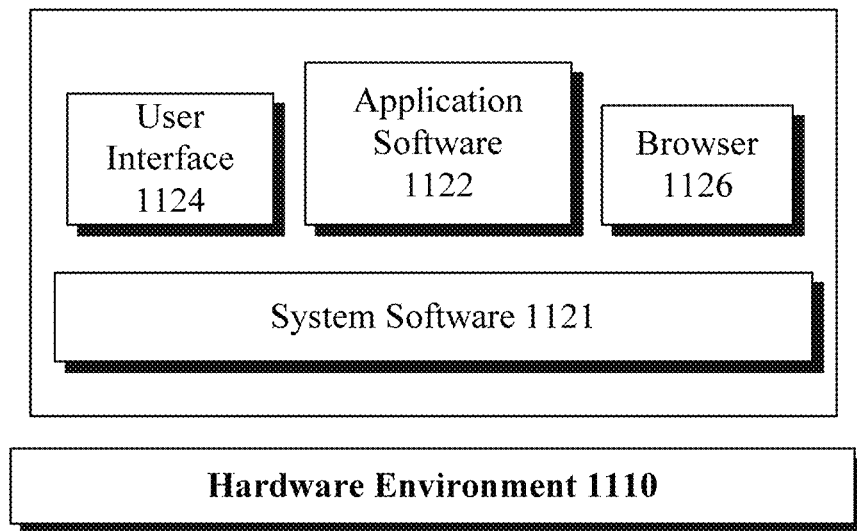 User
Interface
1124
Application
Software
1122
Browser
1126
System Software 1121
Hardware Environment 1110